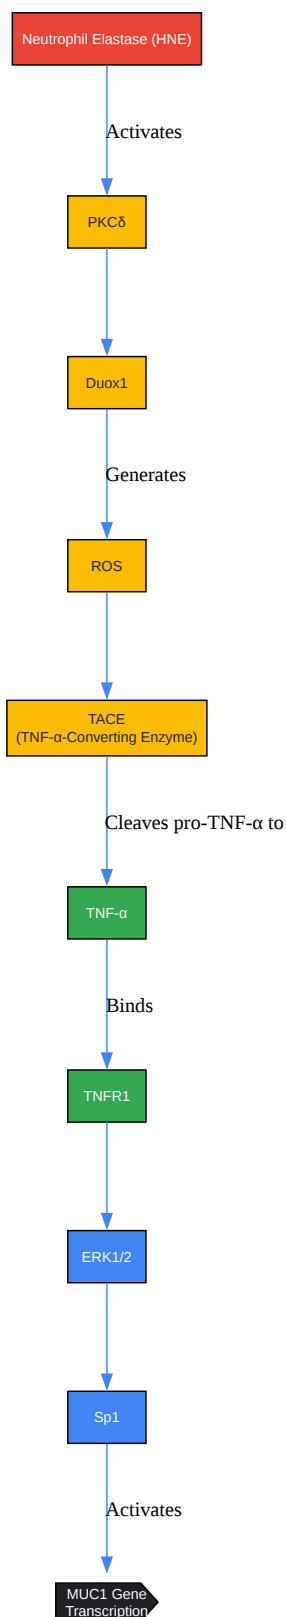 Neutrophil Elastase (HNE)
Activates
PKCδ
Duox1
Generates
ROS
TACE
(TNF-α-Converting Enzyme)
Cleaves pro-TNF-α to
TNF-α
Binds
TNFR1
ERK1/2
Sp1
Activates
MUC1 Gene
Transcription